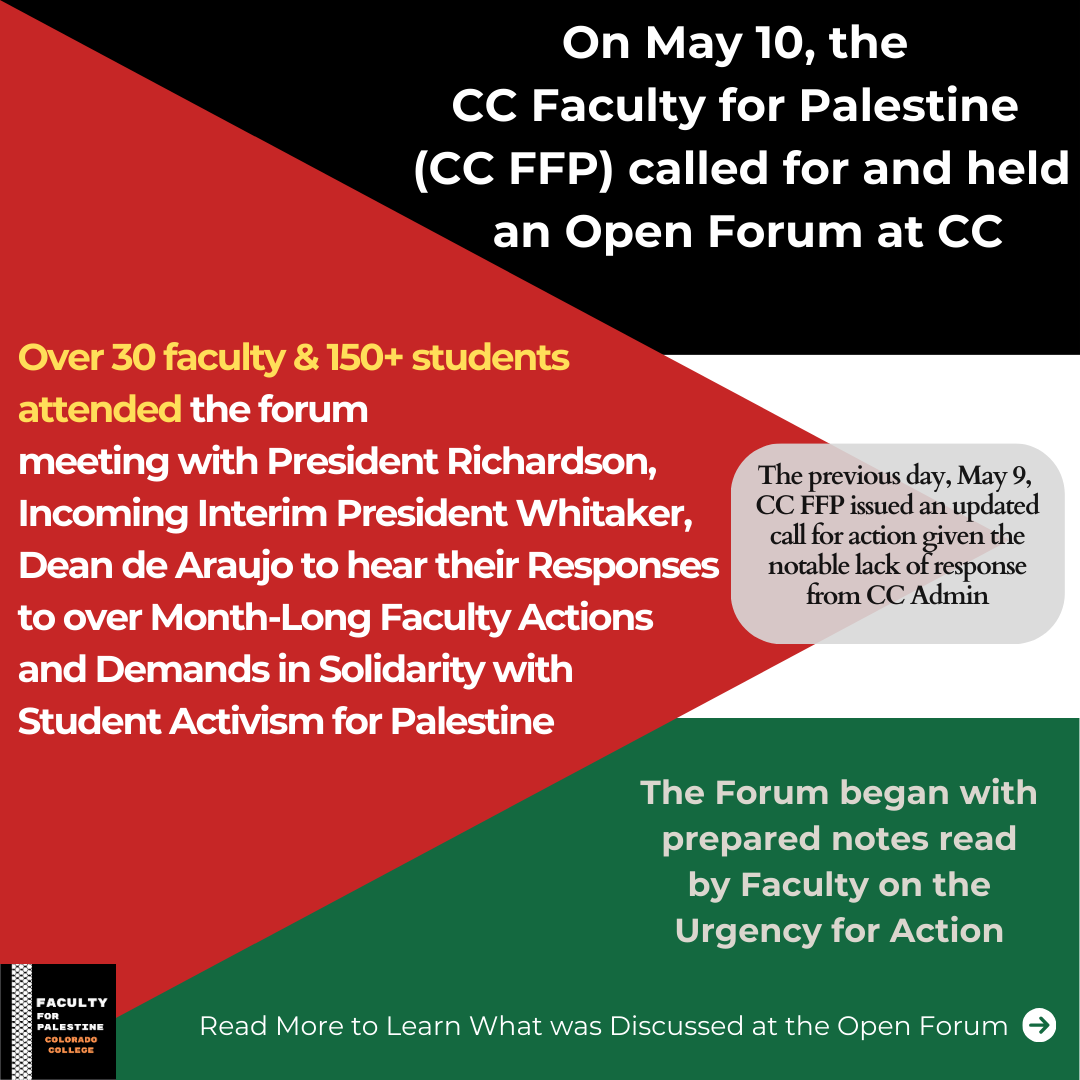 On May 10, the
CC Faculty for Palestine
(CC FFP) called for and held
an Open Forum at CC
Over 30 faculty & 150+ students
attended the forum
meeting with President Richardson,
Incoming Interim President Whitaker,
Dean de Araujo to hear their Responses
to over Month-Long Faculty Actions
and Demands in Solidarity with
Student Activism for Palestine
The previous day, May 9,
CC FFP issued an updated
call for action given the
notable lack of response
from CC Admin
The Forum began with
prepared notes read
by Faculty on the
Urgency for Action
FACULTY
FOR
PALESTINE
COLORADO
COLLEGE
Read More to Learn What was Discussed at the Open Forum